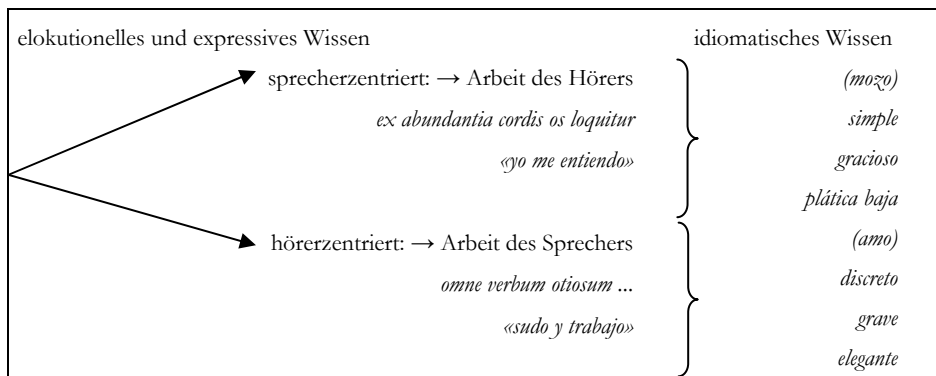 elokutionelles und expressives Wissen idiomatisches Wissen
sprecherzentriert: → Arbeit des Hörers (mozo)
ex abundantia cordis os loquitur simple
«yo me entiendo» gracioso
plática baja
hörerzentriert: → Arbeit des Sprechers (amo)
omne verbum otiosum ... discreto
«sudo y trabajo» grave
elegante